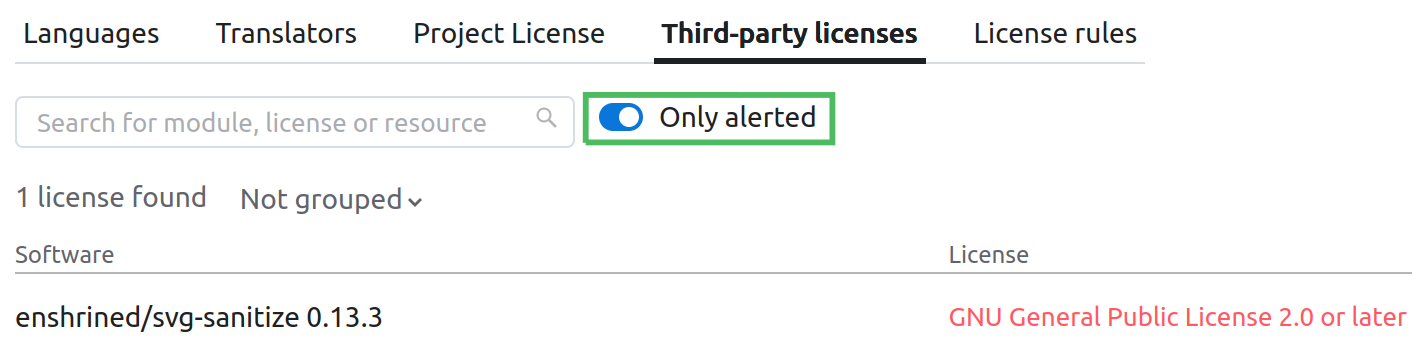 Languages Translators Project License Third-party licenses License rules
Search for module, license or resource Only alerted
1 license found Not grouped
Software License
enshrined/svg-sanitize 0.13.3 GNU General Public License 2.0 or later